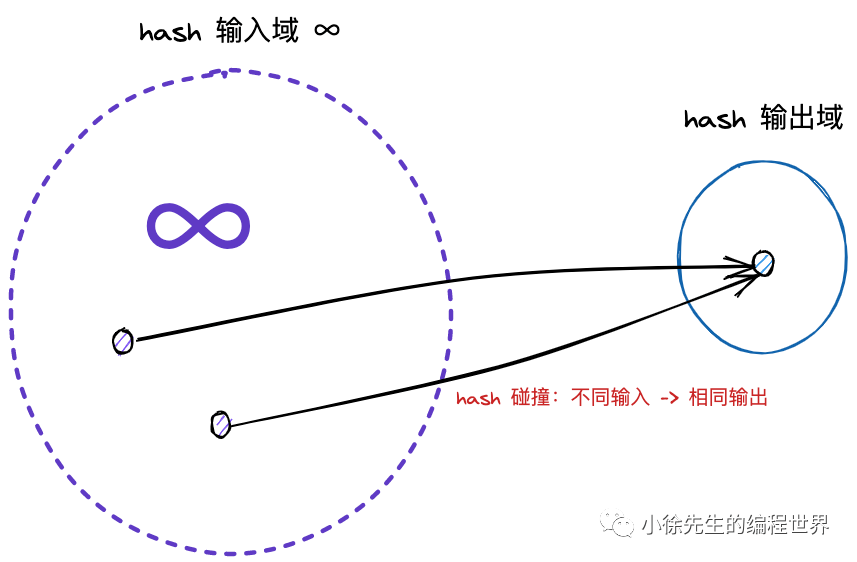 hash 输入域 ∞
hash 输出域
∞
hash 碰撞：不同输入 -> 相同输出
小徐先生的编程世界